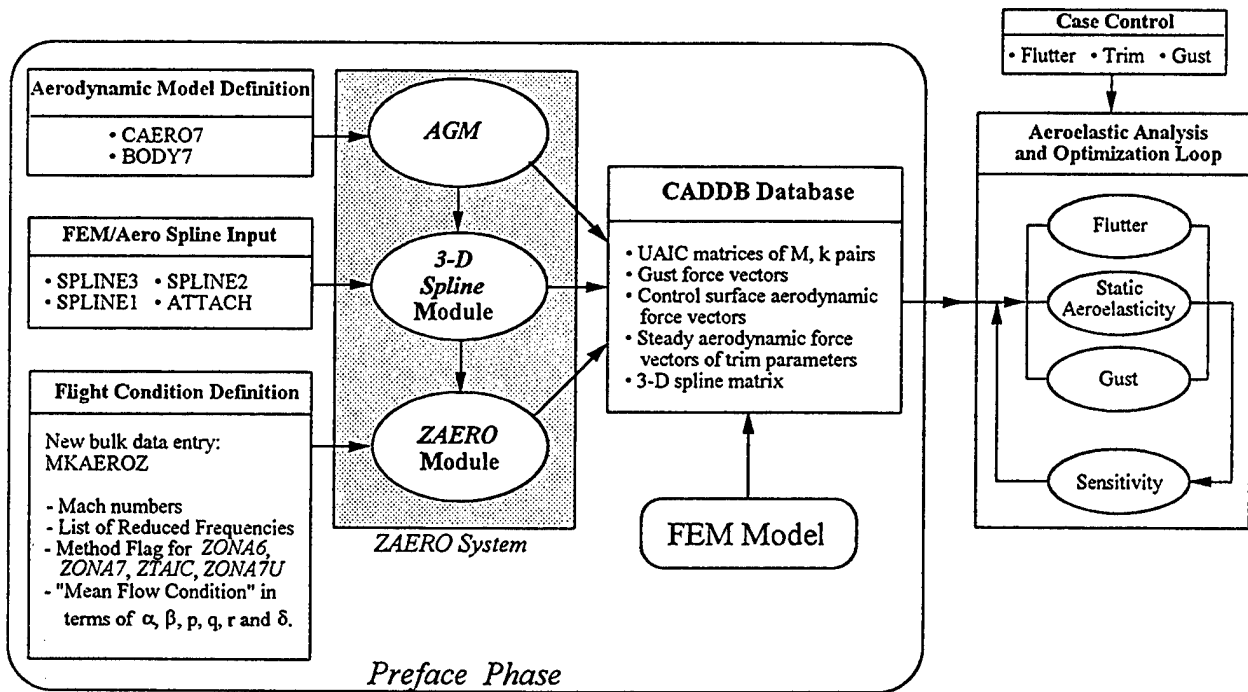 Case Control
• Flutter • Trim • Gust
Aerodynamic Model Definition
• CAERO7
• BODY7
FEM/Aero Spline Input
• SPLINE3 • SPLINE2
• SPLINE1 • ATTACH
Flight Condition Definition
New bulk data entry:
MKAEROZ
- Mach numbers
- List of Reduced Frequencies
- Method Flag for ZONA6,
ZONA7, ZTAIC, ZONA7U
- "Mean Flow Condition" in
terms of α, β, p, q, r and δ.
AGM
3-D
Spline
Module
ZAERO
Module
ZAERO System
CADDB Database
• UAIC matrices of M, k pairs
• Gust force vectors
• Control surface aerodynamic
force vectors
• Steady aerodynamic force
vectors of trim parameters
• 3-D spline matrix
FEM Model
Preface Phase
Aeroelastic Analysis
and Optimization Loop
Flutter
Static
Aeroelasticity
Gust
Sensitivity